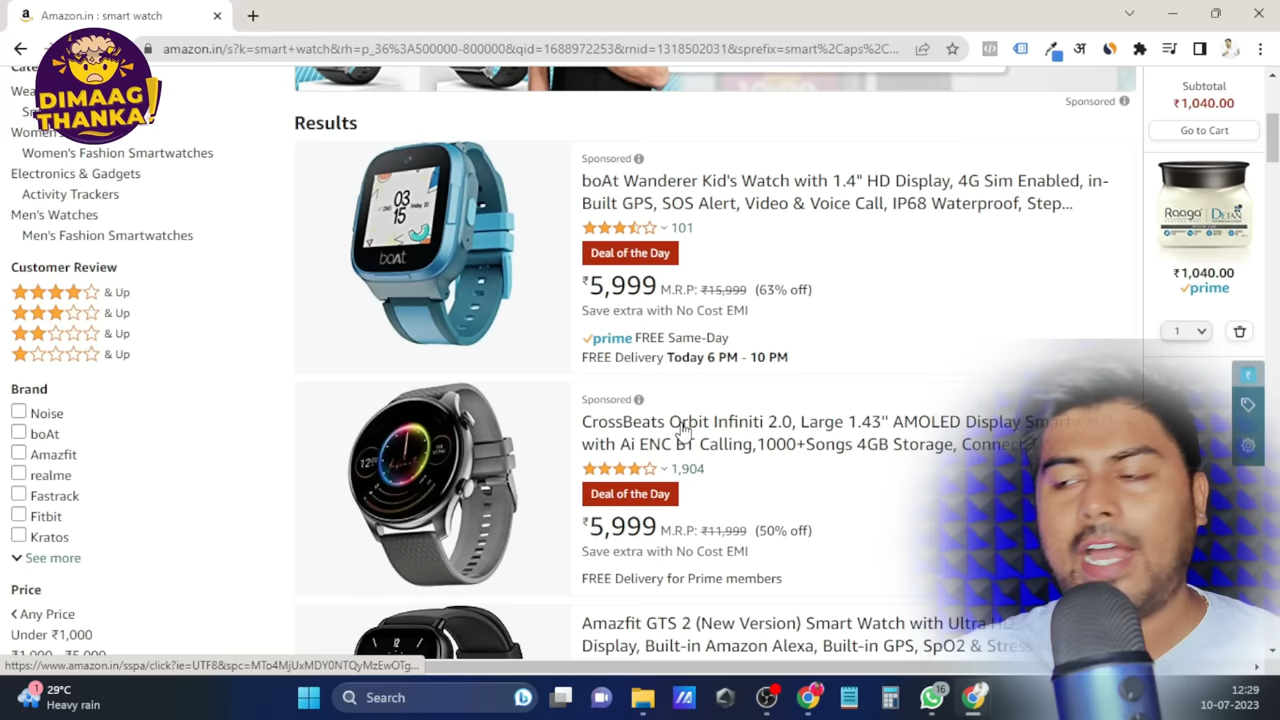 Amazon.in : smart watch
amazon.in/s?k=smart+watch&rh=p_36%3A500000-800000&qid=1688972253&rnid=1318502031&sprefix=smart%2Caps%2C...
अ
DIMAAG
THANKA!
Women's Fashion Smartwatches
Electronics & Gadgets
Activity Trackers
Men's Watches
Men's Fashion Smartwatches
Customer Review
& Up
& Up
& Up
& Up
Brand
Noise
boAt
Amazfit
realme
Fastrack
Fitbit
Kratos
See more
Price
Any Price
Under ₹1,000
₹1,000 - ₹5,000
Sponsored
Results
03
15
boAt
Sponsored
boAt Wanderer Kid's Watch with 1.4" HD Display, 4G Sim Enabled, in-
Built GPS, SOS Alert, Video & Voice Call, IP68 Waterproof, Step...
101
Deal of the Day
₹5,999 M.R.P: ₹15,999 (63% off)
Save extra with No Cost EMI
prime FREE Same-Day
FREE Delivery Today 6 PM - 10 PM
Sponsored
CrossBeats Orbit Infiniti 2.0, Large 1.43'' AMOLED Display Smartwatch
with Ai ENC BT Calling,1000+Songs 4GB Storage, Connect
1,904
Deal of the Day
₹5,999 M.R.P: ₹11,999 (50% off)
Save extra with No Cost EMI
FREE Delivery for Prime members
Amazfit GTS 2 (New Version) Smart Watch with Ultra HD
Display, Built-in Amazon Alexa, Built-in GPS, SpO2 & Stress
Subtotal
₹1,040.00
Go to Cart
Raaga
DETAN
₹1,040.00
prime
1
https://www.amazon.in/sspa/click?ie=UTF8&spc=MTo4MjUxMDY0NTQyMzEwOTg...
1
29°C
Heavy rain
Search
16
12:29
10-07-2023